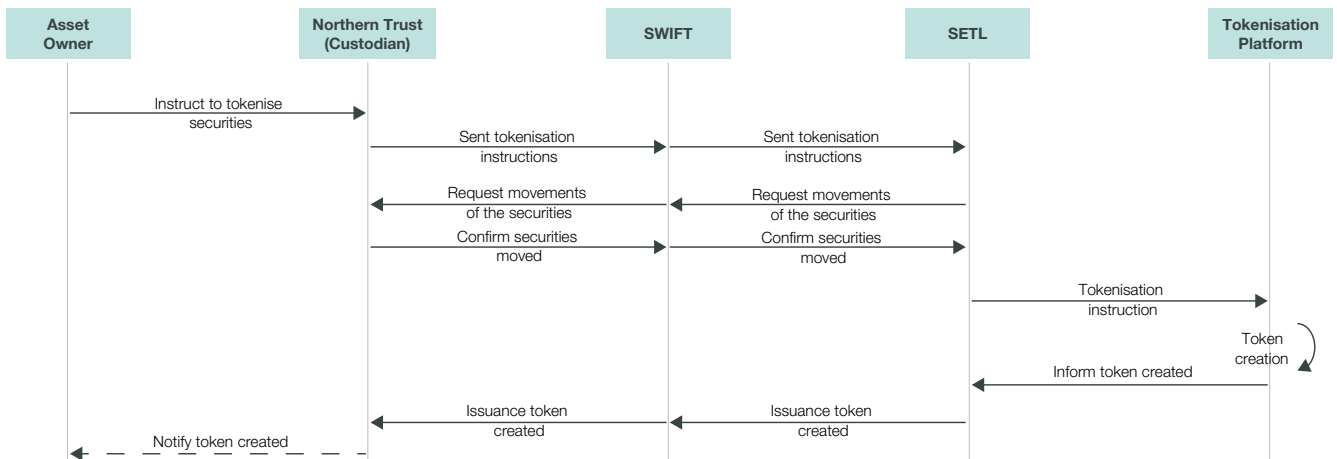 Asset
Owner
Northern Trust
(Custodian)
SWIFT
SETL
Tokenisation
Platform
Instruct to tokenise
securities
Sent tokenisation
instructions
Sent tokenisation
instructions
Request movements
of the securities
Request movements
of the securities
Confirm securities
moved
Confirm securities
moved
Tokenisation
instruction
Token
creation
Inform token created
Issuance token
created
Issuance token
created
Notify token created